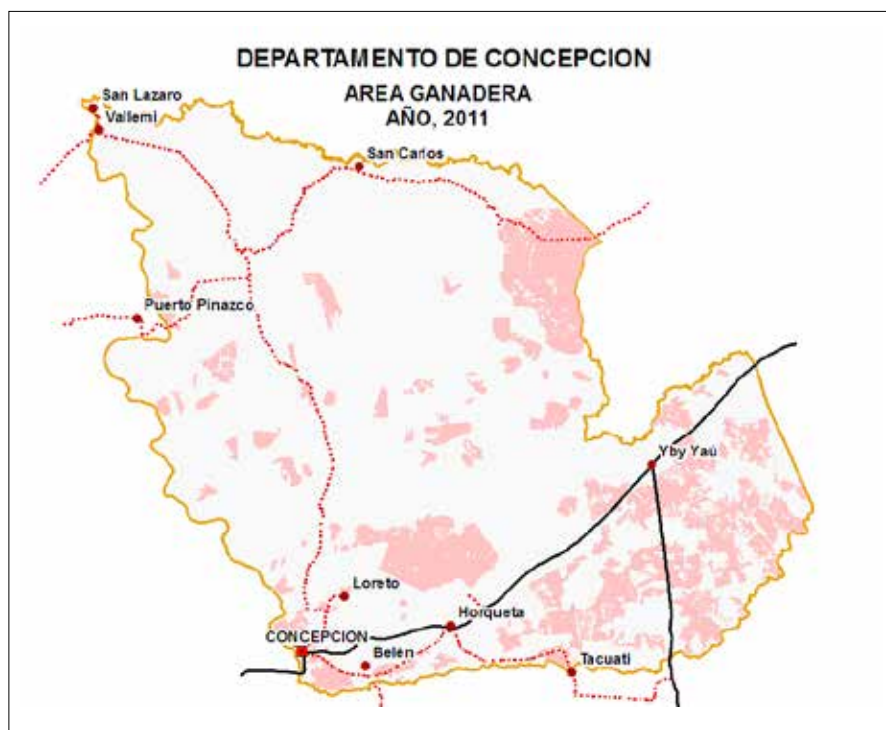 DEPARTAMENTO DE CONCEPCION
AREA GANADERA
AÑO, 2011
San Lazaro
Vallemi
San Carlos
Puerto Pinazco
Yby Yaú
Loreto
Horqueta
CONCEPCION
Belén
Tacuati